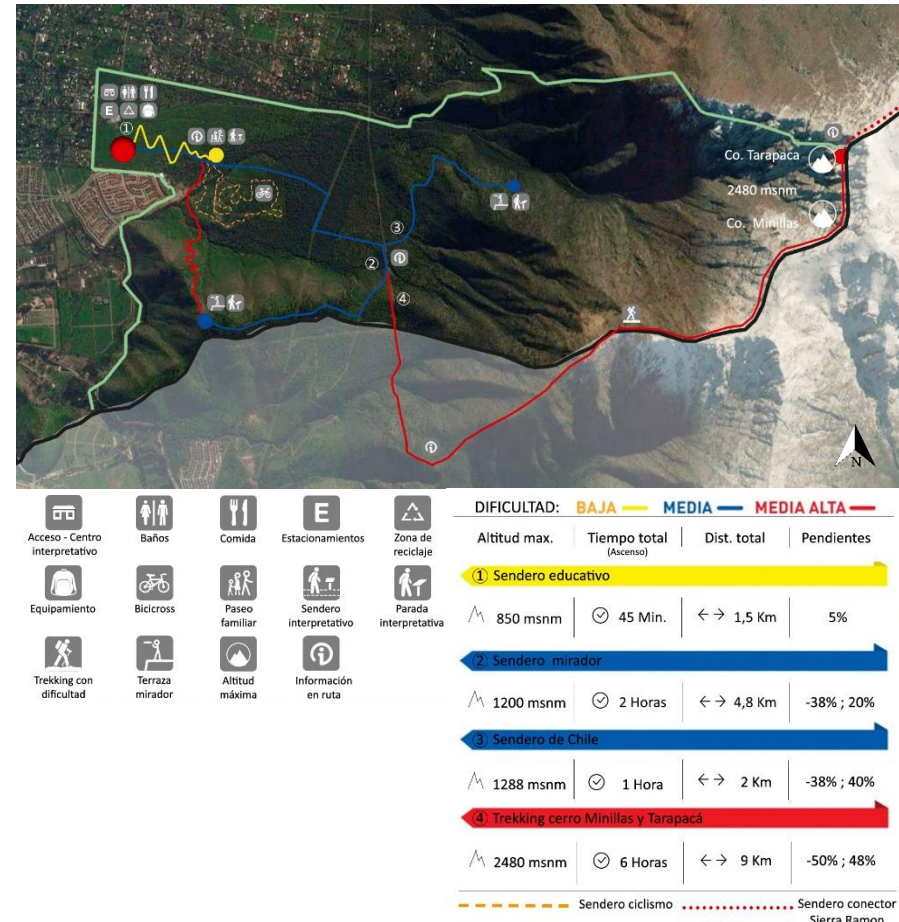 ①
Co. Tarapaca
2480 msnm
Co. Minillas
③
②
④
N
E
Acceso - Centro
interpretativo
Baños
Comida
E
Estacionamientos
Zona de
reciclaje
Equipamiento
Bicicross
Paseo
familiar
Sendero
interpretativo
Parada
interpretativa
Trekking con
dificultad
Terraza
mirador
Altitud
máxima
Información
en ruta
DIFICULTAD: BAJA MEDIA MEDIA ALTA
Altitud max. Tiempo total Dist. total Pendientes
(Ascenso)
① Sendero educativo
850 msnm 45 Min. 1,5 Km 5%
② Sendero mirador
1200 msnm 2 Horas 4,8 Km -38% ; 20%
③ Sendero de Chile
1288 msnm 1 Hora 2 Km -38% ; 40%
④ Trekking cerro Minillas y Tarapacá
2480 msnm 6 Horas 9 Km -50% ; 48%
Sendero ciclismo Sendero conector
Sierra Ramon